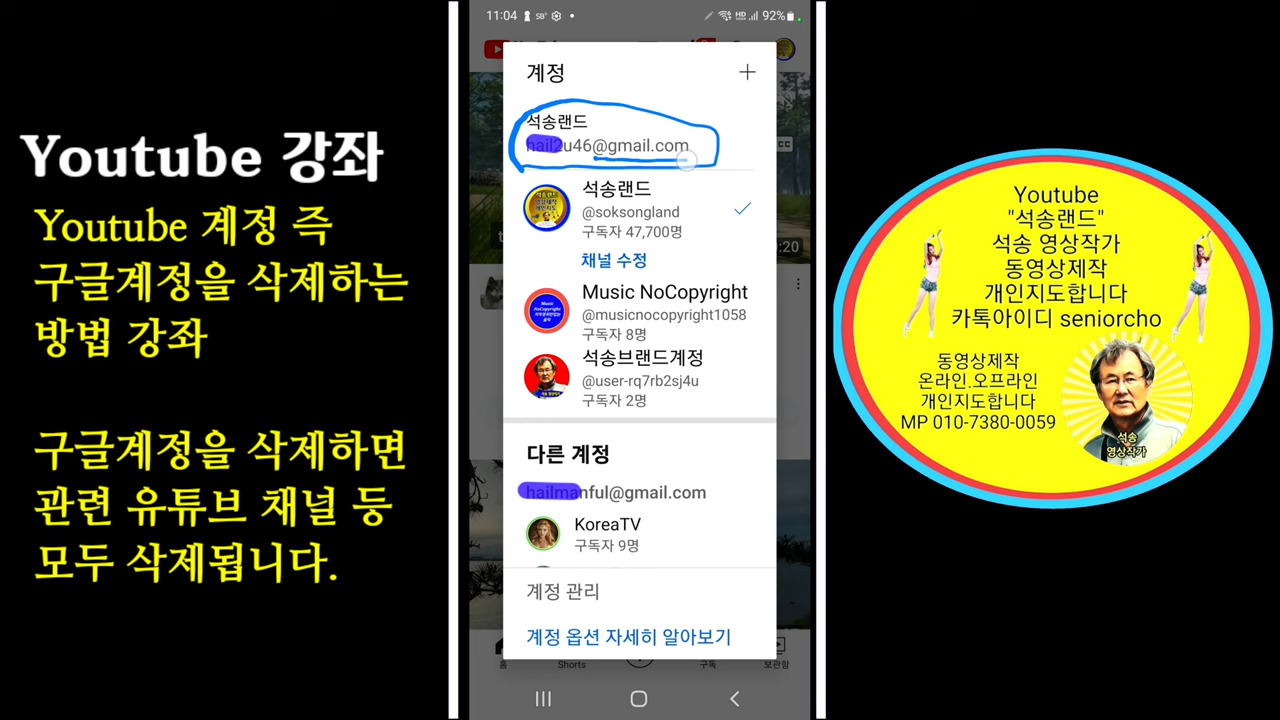 Youtube 강좌
Youtube 계정 즉
구글계정을 삭제하는
방법 강좌
구글계정을 삭제하면
관련 유튜브 채널 등
모두 삭제됩니다.
11:04
92%
계정
석송랜드
hail2u46@gmail.com
석송랜드
@soksongland
구독자 47,700명
채널 수정
Music NoCopyright
@musicnocopyright1058
구독자 8명
석송브랜드계정
@user-rq7rb2sj4u
구독자 2명
다른 계정
hailmanful@gmail.com
KoreaTV
구독자 9명
계정 관리
계정 옵션 자세히 알아보기
홈
Shorts
구독
보관함
Youtube
"석송랜드"
석송 영상작가
동영상제작
개인지도합니다
카톡아이디 seniorcho
동영상제작
온라인.오프라인
개인지도합니다
MP 010-7380-0059
석송
영상작가